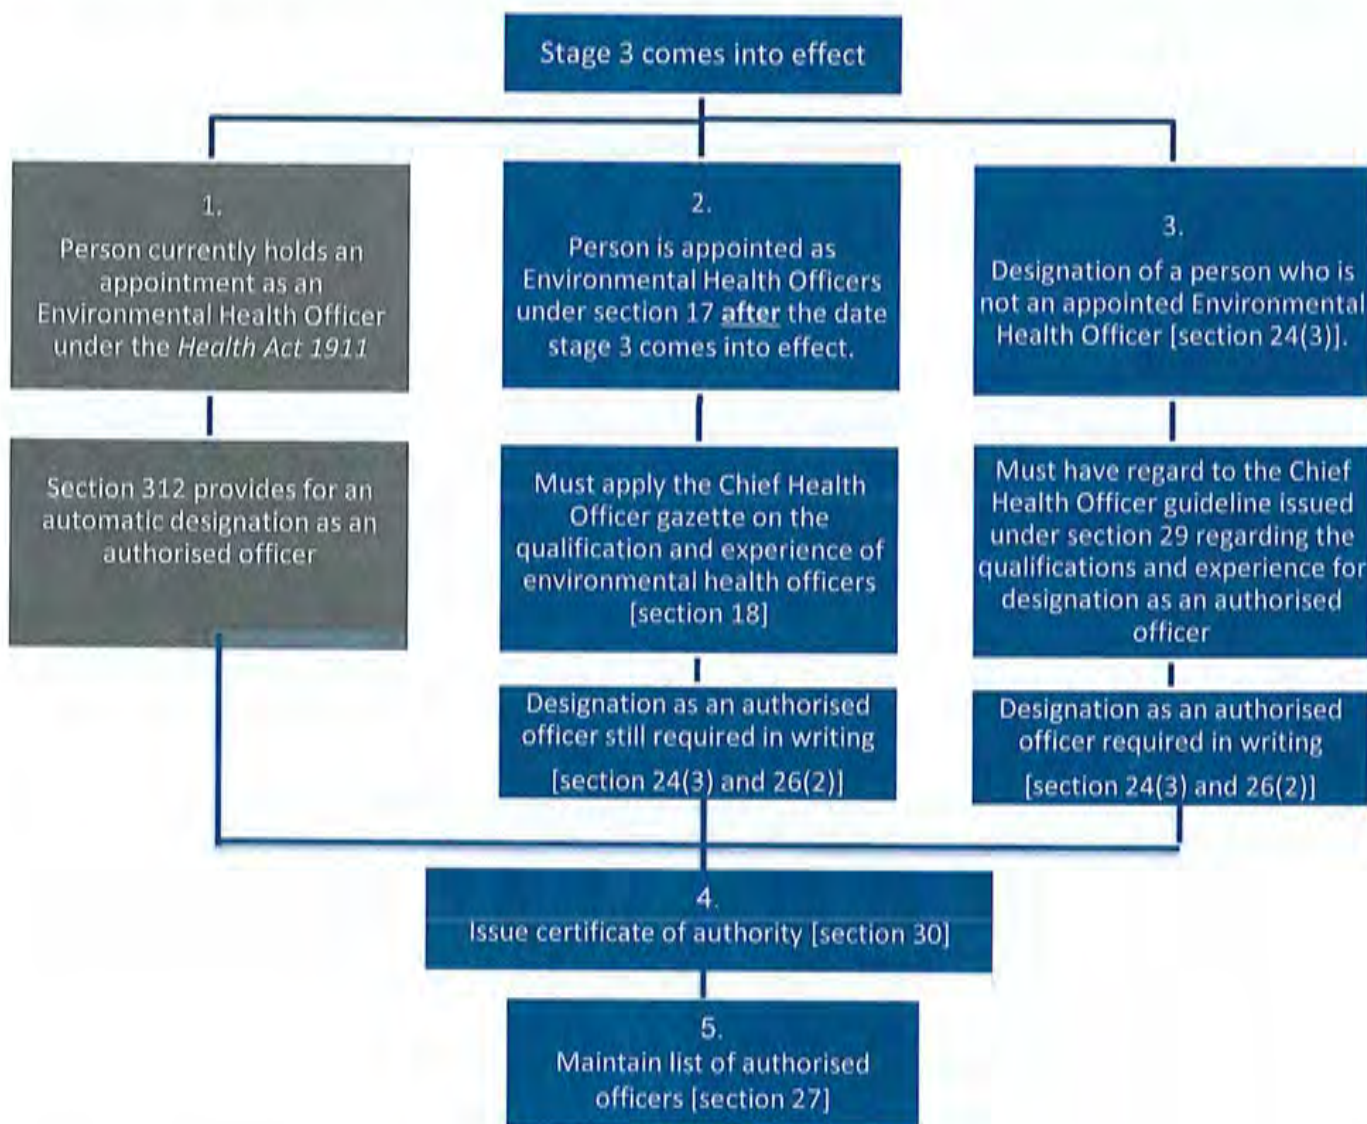 Stage 3 comes into effect
1.
Person currently holds an
appointment as an
Environmental Health Officer
under the Health Act 1911
Section 312 provides for an
automatic designation as an
authorised officer
2.
Person is appointed as
Environmental Health Officers
under section 17 after the date
stage 3 comes into effect.
Must apply the Chief Health
Officer gazette on the
qualification and experience of
environmental health officers
[section 18]
Designation as an authorised
officer still required in writing
[section 24(3) and 26(2)]
3.
Designation of a person who is
not an appointed Environmental
Health Officer [section 24(3)].
Must have regard to the Chief
Health Officer guideline issued
under section 29 regarding the
qualifications and experience for
designation as an authorised
officer
Designation as an authorised
officer required in writing
[section 24(3) and 26(2)]
4.
Issue certificate of authority [section 30]
5.
Maintain list of authorised
officers [section 27]